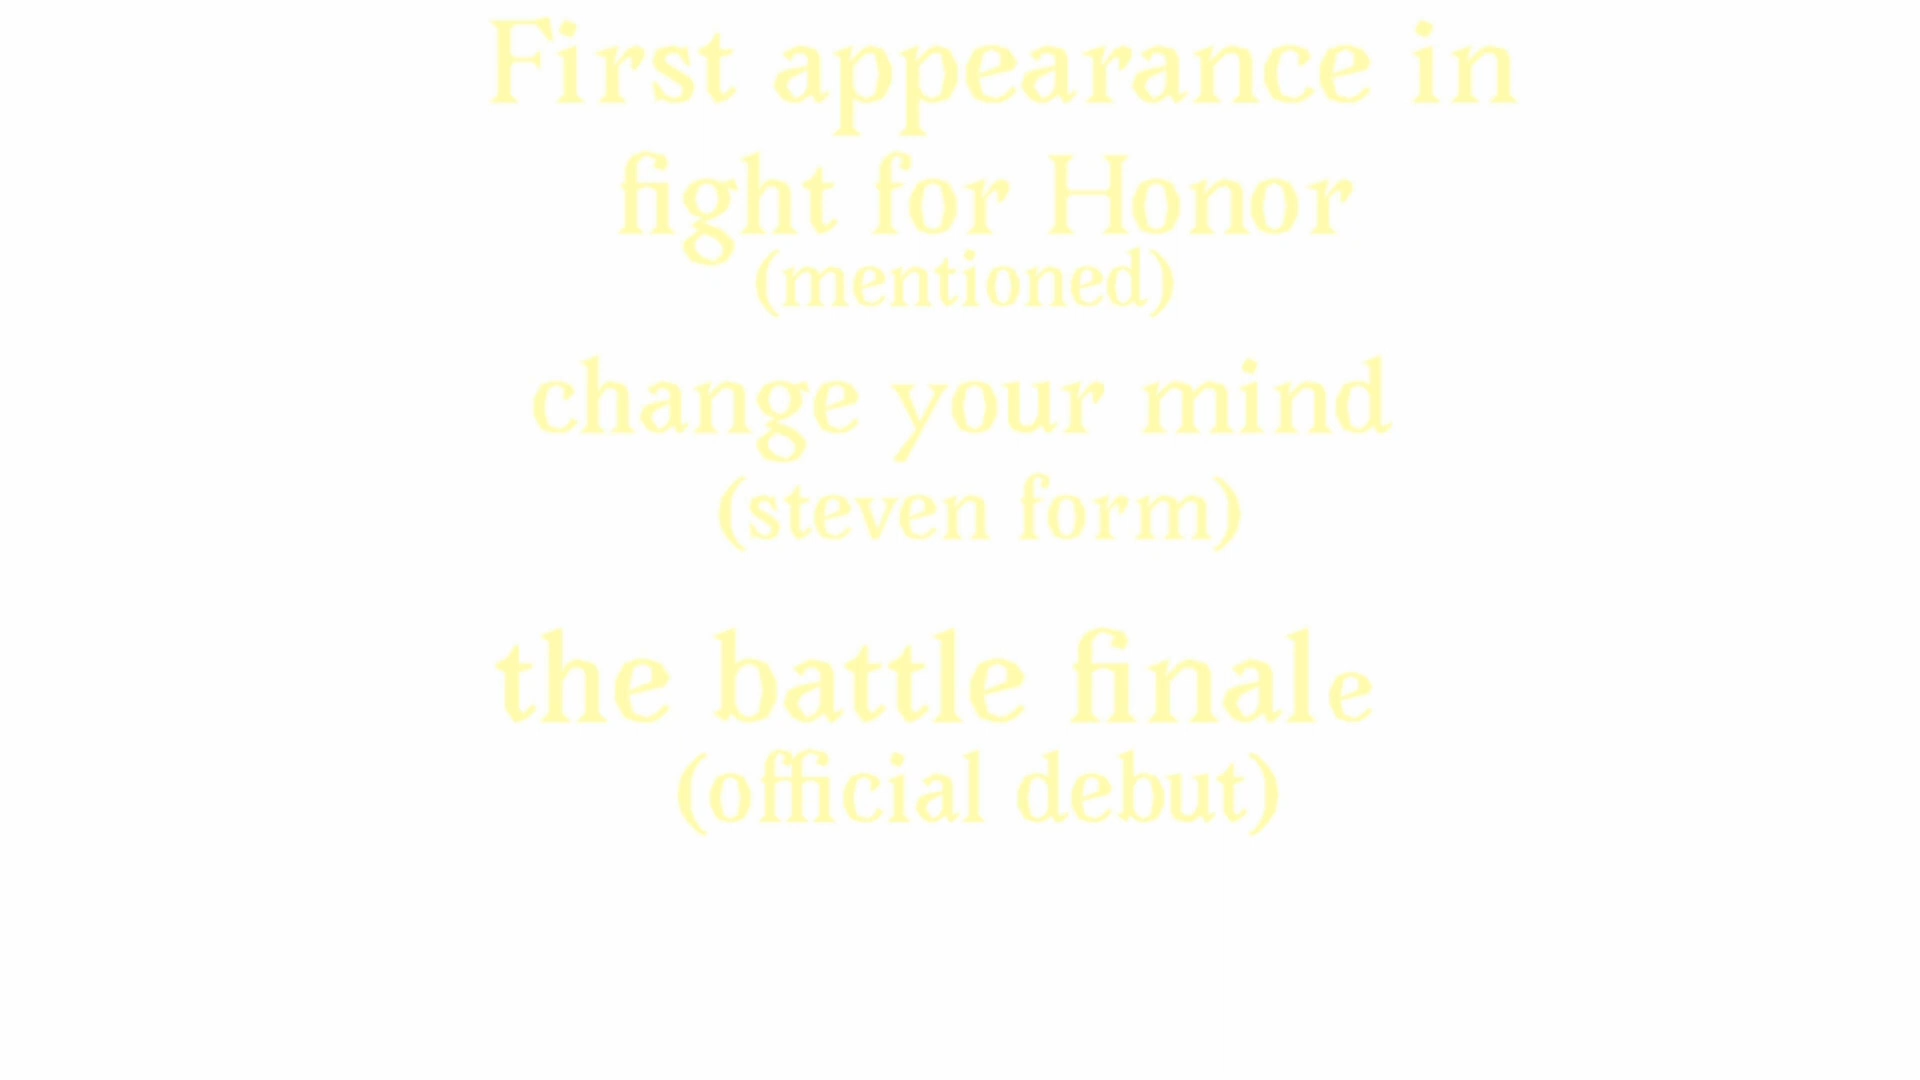 First appearance in
fight for Honor
(mentioned)
change your mind
(steven form)
the battle finale
(official debut)